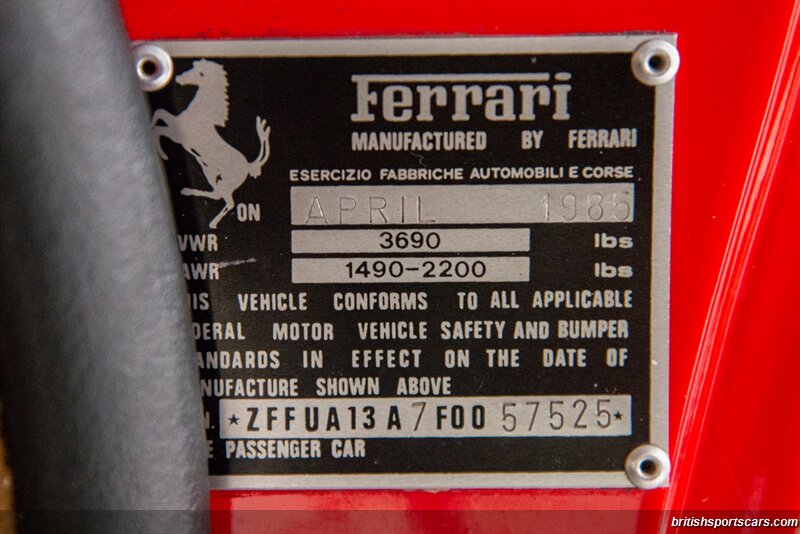 Ferrari
MANUFACTURED BY FERRARI
ESERCIZIO FABBRICHE AUTOMOBILI E CORSE
ON APRIL 1985
VWR 3690 lbs
AWR 1490-2200 lbs
IS VEHICLE CONFORMS TO ALL APPLICABLE
DERAL MOTOR VEHICLE SAFETY AND BUMPER
ANDARDS IN EFFECT ON THE DATE OF
NUFACTURE SHOWN ABOVE
★ZFFUA13A7F0057525★
E PASSENGER CAR
britishsportscars.com